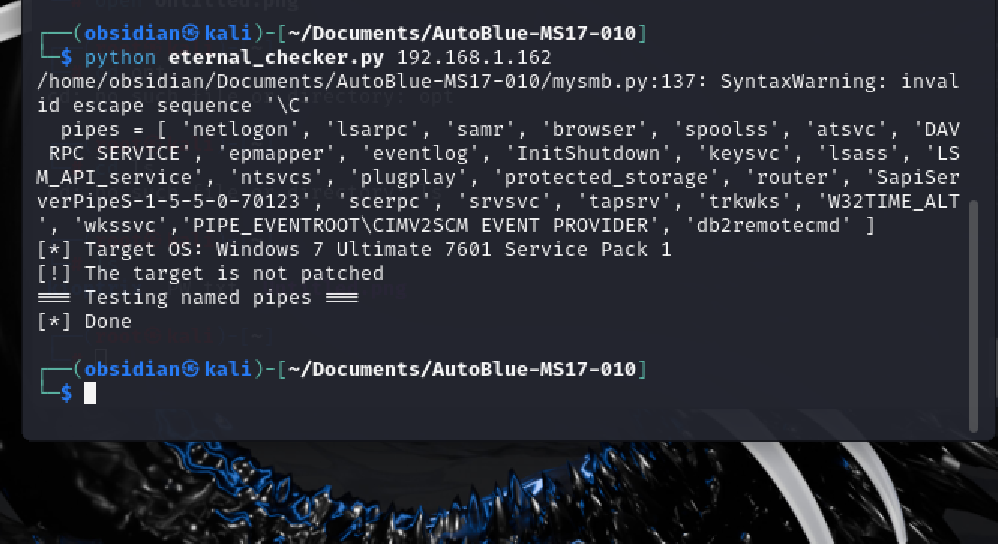 open Untitled.png
┌──(obsidian㉿kali)-[~/Documents/AutoBlue-MS17-010]
└─$ python eternal_checker.py 192.168.1.162
/home/obsidian/Documents/AutoBlue-MS17-010/mysmb.py:137: SyntaxWarning: inval
id escape sequence '\C'
  pipes = [ 'netlogon', 'lsarpc', 'samr', 'browser', 'spoolss', 'atsvc', 'DAV
 RPC SERVICE', 'epmapper', 'eventlog', 'InitShutdown', 'keysvc', 'lsass', 'LS
M_API_service', 'ntsvcs', 'plugplay', 'protected_storage', 'router', 'SapiSer
verPipeS-1-5-5-0-70123', 'scerpc', 'srvsvc', 'tapsrv', 'trkwks', 'W32TIME_ALT
', 'wkssvc','PIPE_EVENTROOT\CIMV2SCM EVENT PROVIDER', 'db2remotecmd' ]
[*] Target OS: Windows 7 Ultimate 7601 Service Pack 1
[!] The target is not patched
=== Testing named pipes ===
[*] Done
┌──(obsidian㉿kali)-[~/Documents/AutoBlue-MS17-010]
└─$